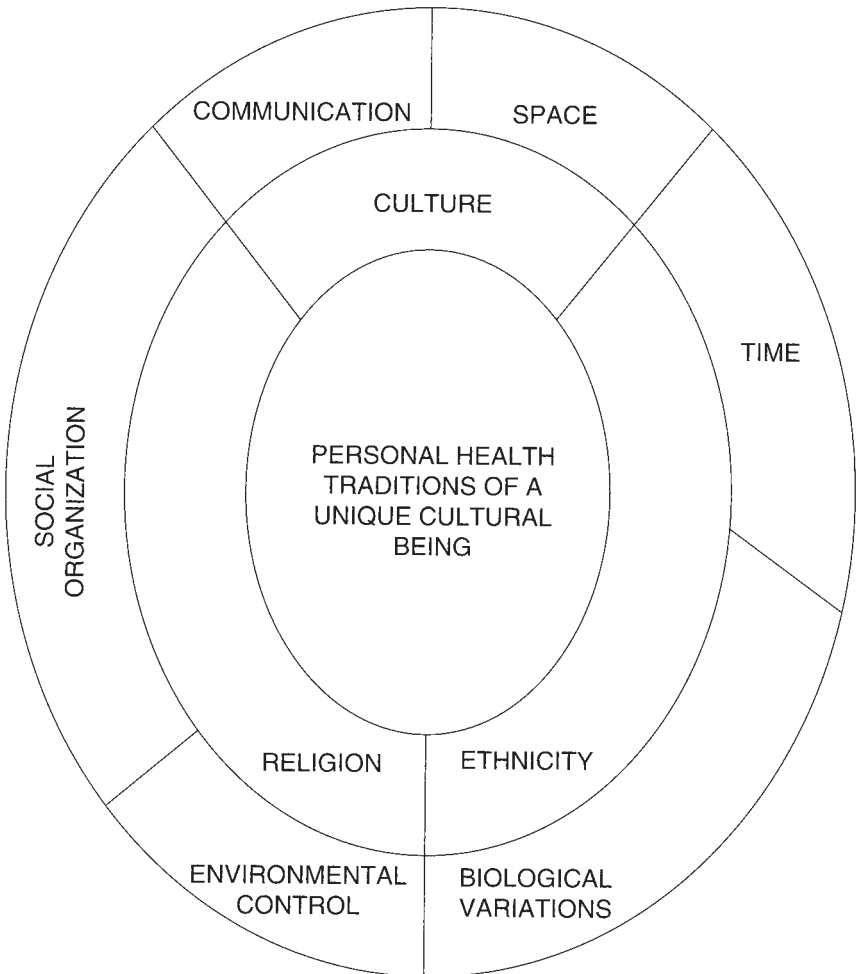 COMMUNICATION
SPACE
CULTURE
TIME
SOCIAL
ORGANIZATION
PERSONAL HEALTH
TRADITIONS OF A
UNIQUE CULTURAL
BEING
RELIGION
ETHNICITY
ENVIRONMENTAL
CONTROL
BIOLOGICAL
VARIATIONS